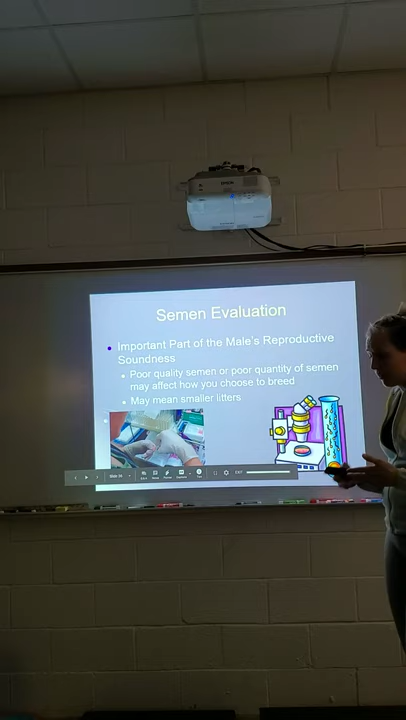 EPSON
Semen Evaluation
Important Part of the Male's Reproductive
Soundness
Poor quality semen or poor quantity of semen
may affect how you choose to breed
May mean smaller litters